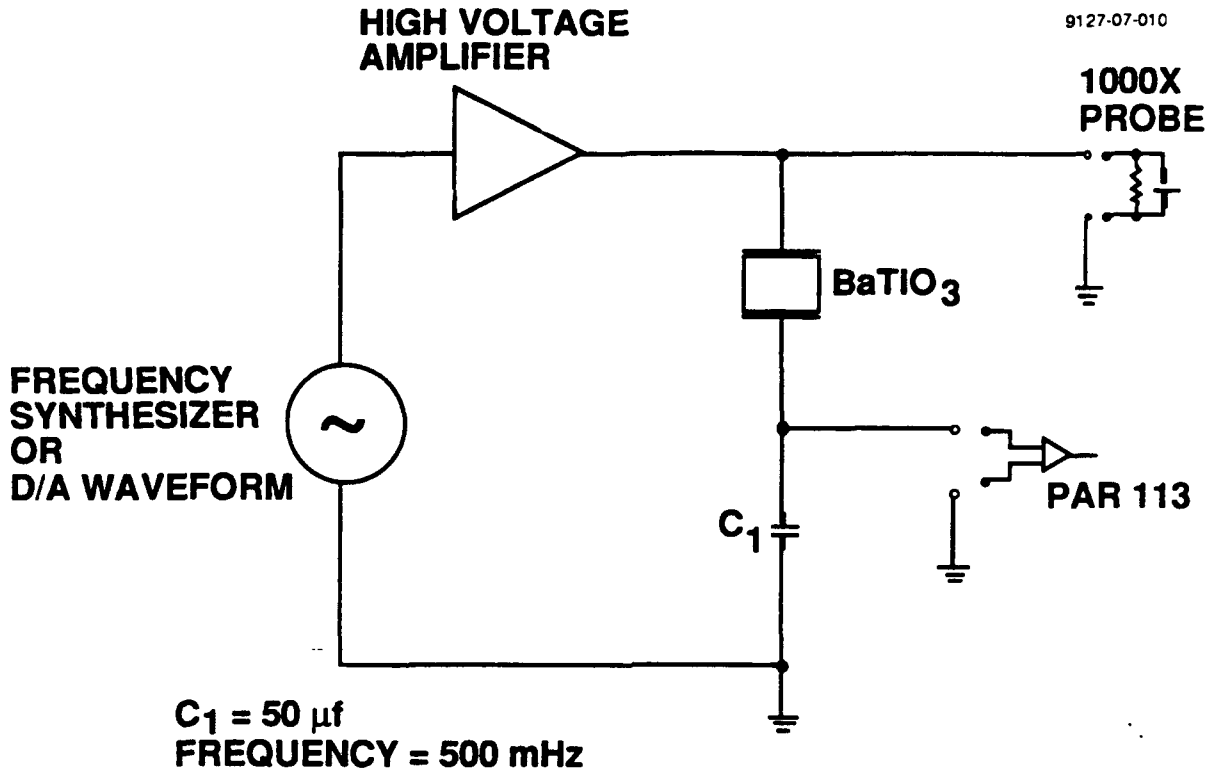 HIGH VOLTAGE
AMPLIFIER
9127-07-010
1000X
PROBE
BaTIO3
FREQUENCY
SYNTHESIZER
OR
D/A WAVEFORM
~
PAR 113
C1
C1 = 50 µf
FREQUENCY = 500 mHz